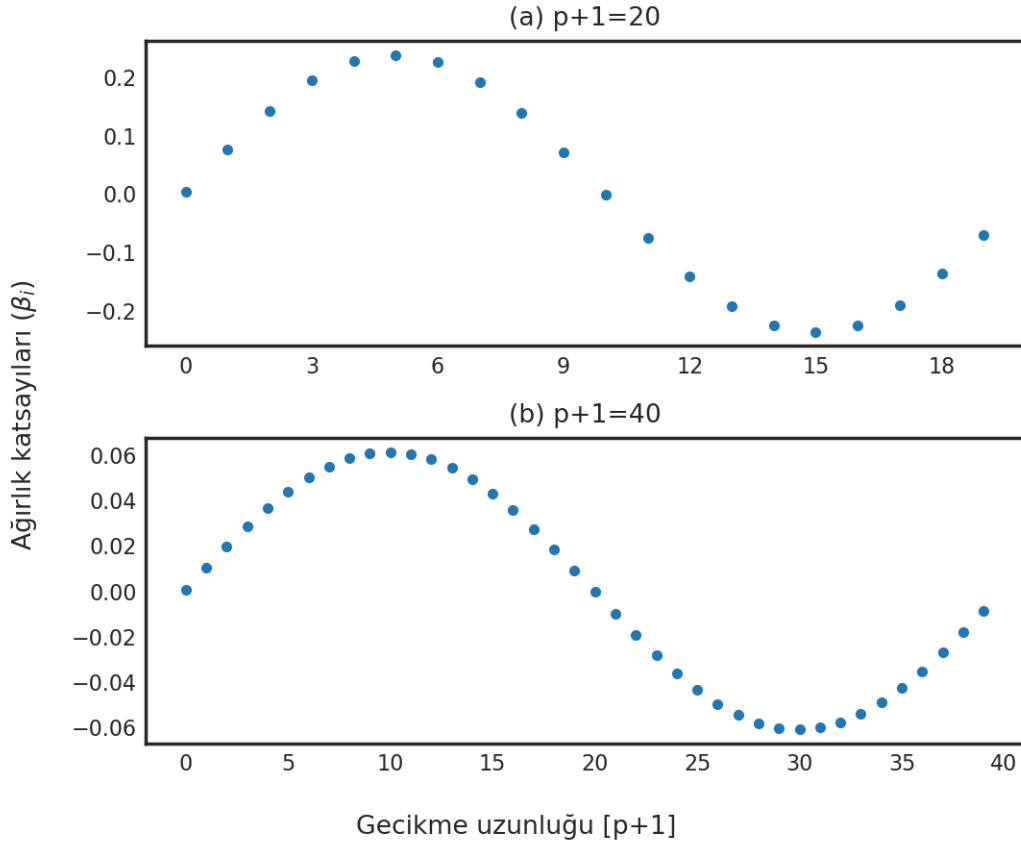 (a) p+1=20
0.2
0.1
0.0
−0.1
−0.2
0 3 6 9 12 15 18
Ağırlık katsayıları (βi)
(b) p+1=40
0.06
0.04
0.02
0.00
−0.02
−0.04
−0.06
0 5 10 15 20 25 30 35 40
Gecikme uzunluğu [p+1]